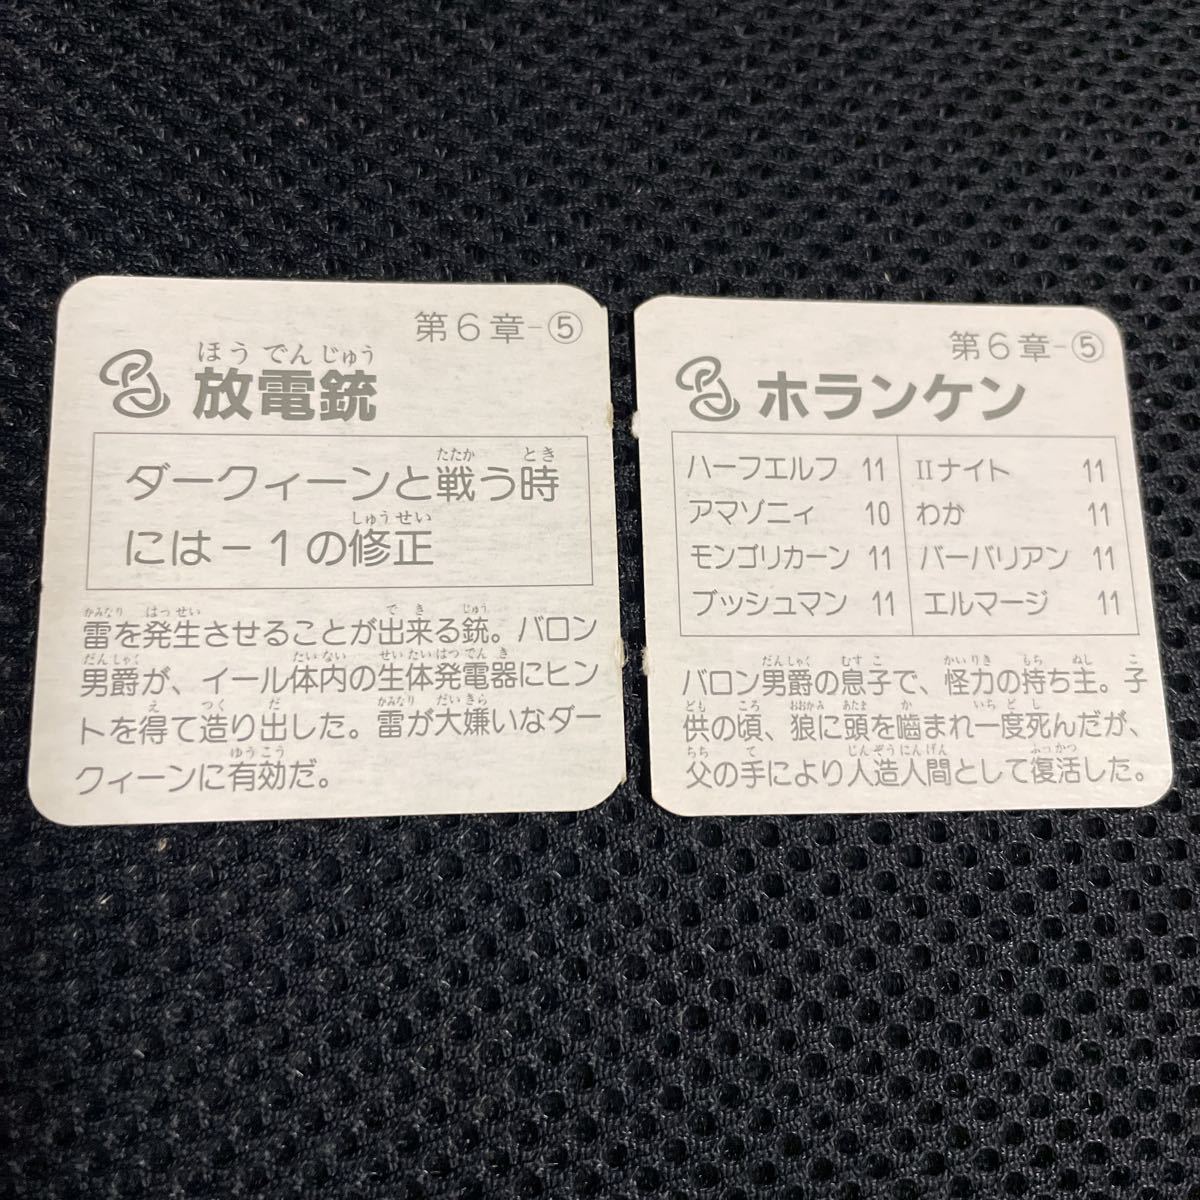 第6章-⑤
ほうでんじゅう
放電銃
たたか とき
ダークィーンと戦う時
しゅうせい
には−1の修正
かみなり はっせい でき じゅう
雷を発生させることが出来る銃。バロン
だんしゃく たいない せいたいはつでんき
男爵が、イール体内の生体発電器にヒン
え つく だ かみなり だいきら
トを得て造り出した。雷が大嫌いなダー
ゆうこう
クィーンに有効だ。
第6章-⑤
ホランケン
ハーフエルフ 11 IIナイト 11
アマゾニィ 10 わか 11
モンゴリカーン 11 バーバリアン 11
ブッシュマン 11 エルマージ 11
だんしゃく むすこ かいりき もち ぬし こ
バロン男爵の息子で、怪力の持ち主。子
ども ころ おおかみ あたま か いちど し
供の頃、狼に頭を嚙まれ一度死んだが、
ちち て じんぞうにんげん ふっかつ
父の手により人造人間として復活した。